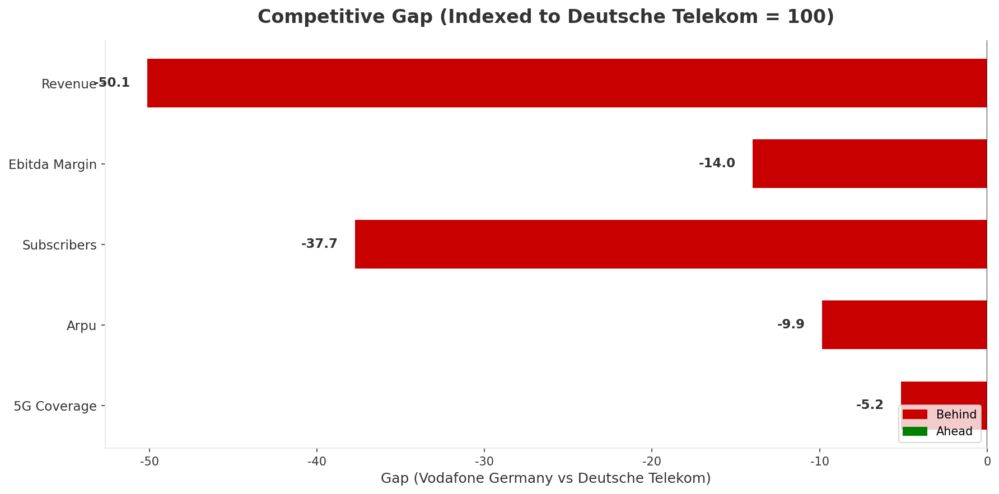 Competitive Gap (Indexed to Deutsche Telekom = 100)
Revenue -50.1
Ebitda Margin -14.0
Subscribers -37.7
Arpu -9.9
5G Coverage -5.2
Behind
Ahead
-50 -40 -30 -20 -10 0
Gap (Vodafone Germany vs Deutsche Telekom)